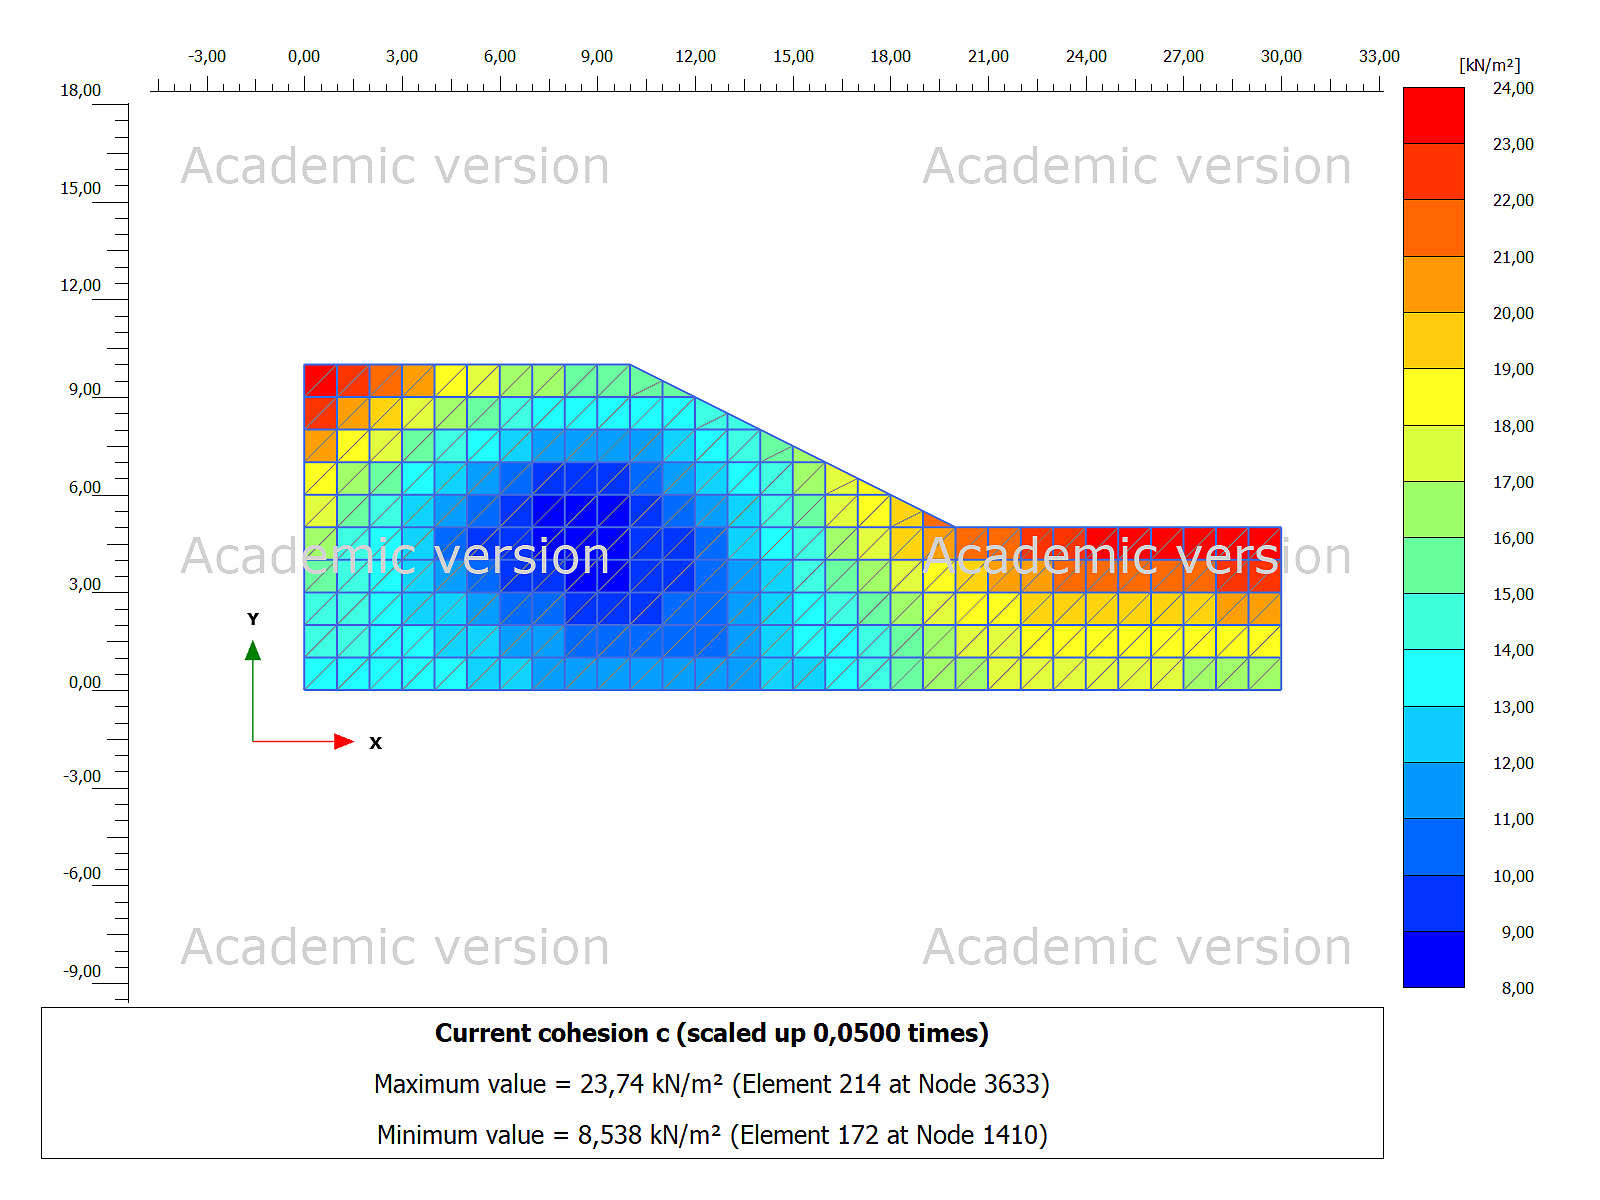 -3,00 0,00 3,00 6,00 9,00 12,00 15,00 18,00 21,00 24,00 27,00 30,00 33,00
[kN/m²]
18,00
15,00
12,00
9,00
6,00
3,00
0,00
-3,00
-6,00
-9,00
Academic version Academic version
Academic version Academic version
Academic version Academic version
Y
X
24,00
23,00
22,00
21,00
20,00
19,00
18,00
17,00
16,00
15,00
14,00
13,00
12,00
11,00
10,00
9,00
8,00
Current cohesion c (scaled up 0,0500 times)
Maximum value = 23,74 kN/m² (Element 214 at Node 3633)
Minimum value = 8,538 kN/m² (Element 172 at Node 1410)